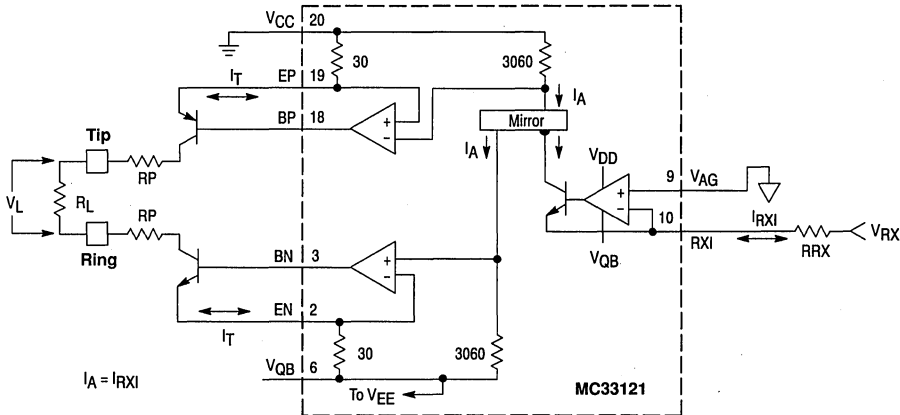 VCC 20
30
3060
EP 19
IT
IA
BP 18
+
−
Mirror
IA
Tip
VDD
9 VAG
RP
+
−
VL
RL
10
IRXI
VRX
RP
RXI
RRX
Ring
VQB
BN 3
+
−
EN 2
IT
30
3060
VQB 6
IA = IRXI
To VEE
MC33121